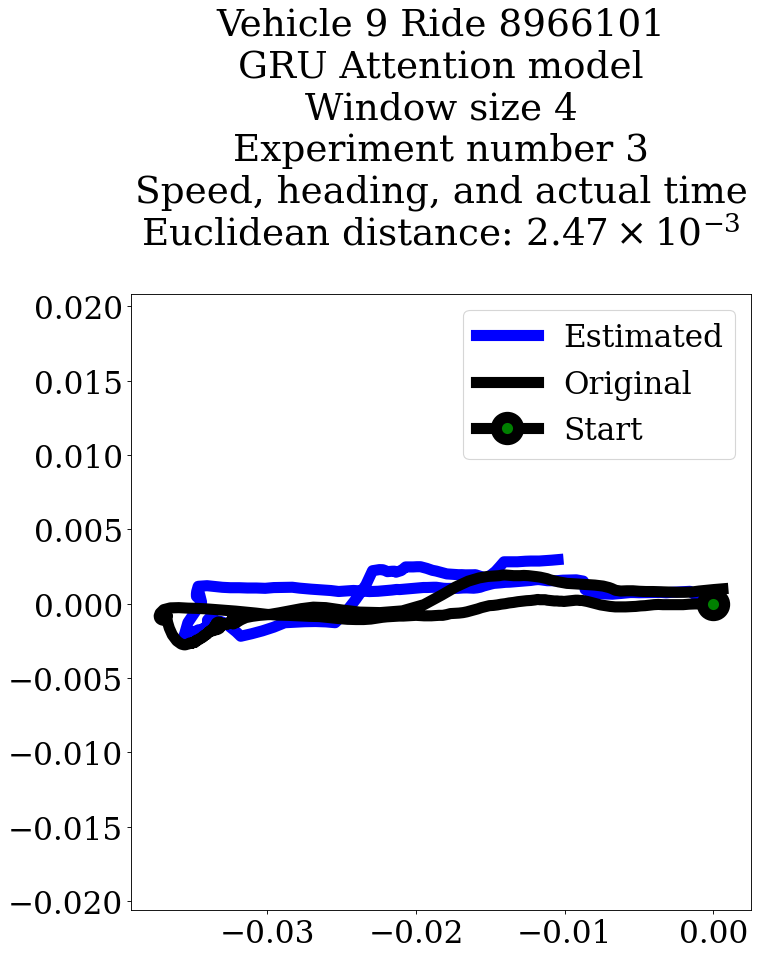 Vehicle 9 Ride 8966101
GRU Attention model
Window size 4
Experiment number 3
Speed, heading, and actual time
Euclidean distance: 2.47 × 10⁻³
Estimated
Original
Start
0.020
0.015
0.010
0.005
0.000
−0.005
−0.010
−0.015
−0.020
−0.03
−0.02
−0.01
0.00